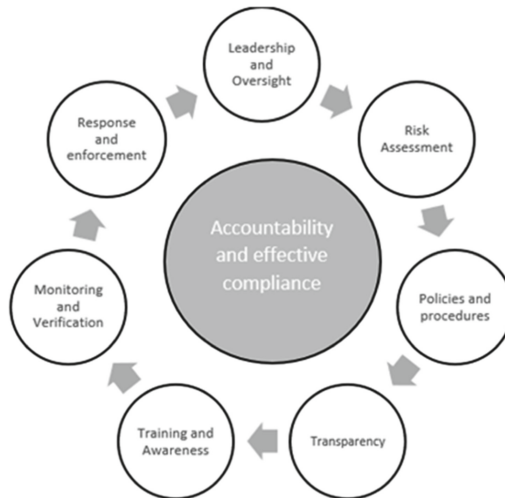 Leadership
and
Oversight
Risk
Assessment
Policies and
procedures
Transparency
Training and
Awareness
Monitoring
and
Verification
Response
and
enforcement
Accountability
and effective
compliance